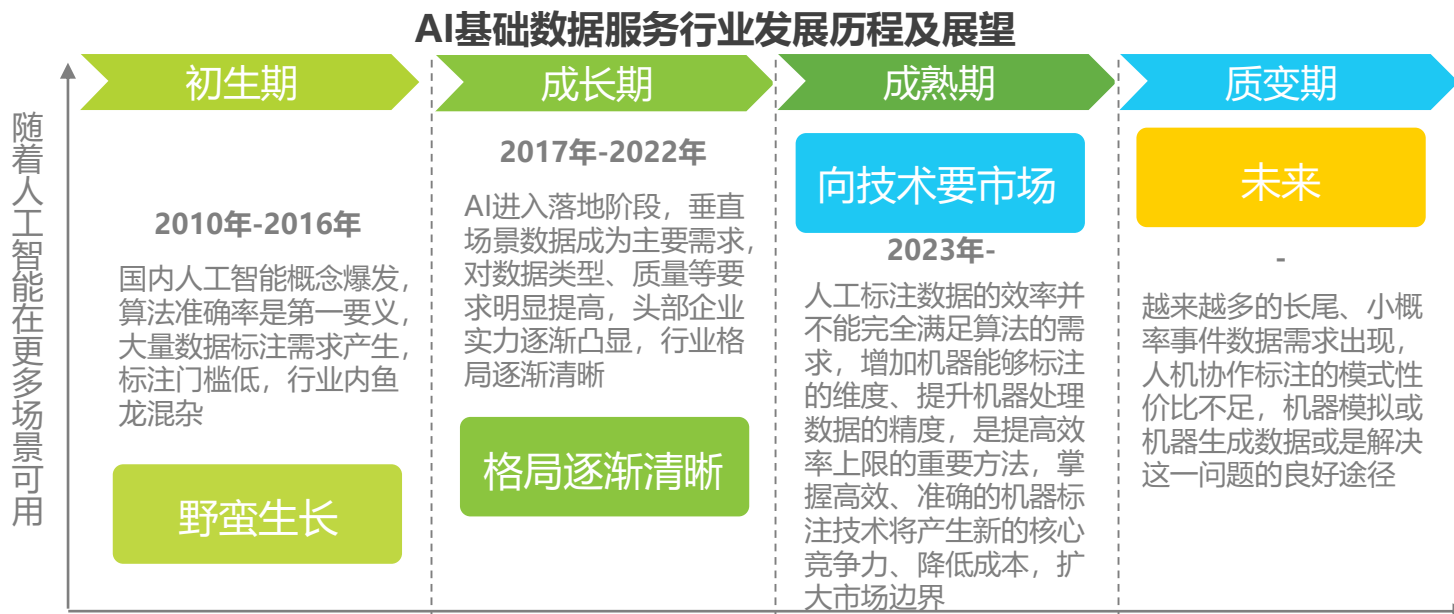 AI基础数据服务行业发展历程及展望
初生期
成长期
成熟期
质变期
随着人工智能在更多场景可用
2010年-2016年
国内人工智能概念爆发，
算法准确率是第一要义，
大量数据标注需求产生，
标注门槛低，行业内鱼
龙混杂
野蛮生长
2017年-2022年
AI进入落地阶段，垂直
场景数据成为主要需求，
对数据类型、质量等要
求明显提高，头部企业
实力逐渐凸显，行业格
局逐渐清晰
格局逐渐清晰
向技术要市场
2023年-
人工标注数据的效率并
不能完全满足算法的需
求，增加机器能够标注
的维度、提升机器处理
数据的精度，是提高效
率上限的重要方法，掌
握高效、准确的机器标
注技术将产生新的核心
竞争力、降低成本，扩
大市场边界
未来
-
越来越多的长尾、小概
率事件数据需求出现，
人机协作标注的模式性
价比不足，机器模拟或
机器生成数据或是解决
这一问题的良好途径